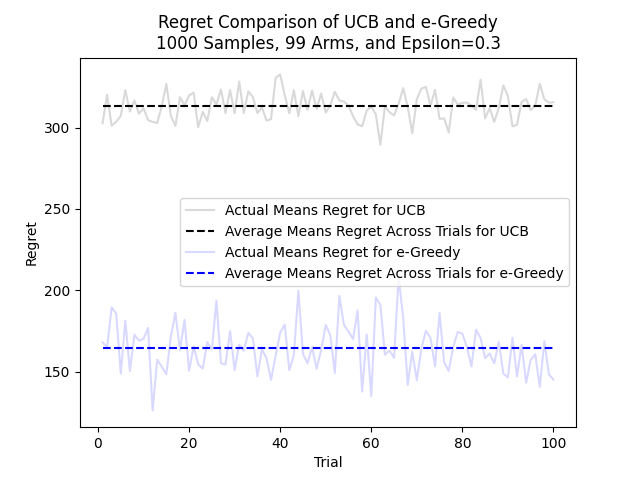 Regret Comparison of UCB and e-Greedy
1000 Samples, 99 Arms, and Epsilon=0.3
300
250
200
150
Regret
Actual Means Regret for UCB
Average Means Regret Across Trials for UCB
Actual Means Regret for e-Greedy
Average Means Regret Across Trials for e-Greedy
0 20 40 60 80 100
Trial